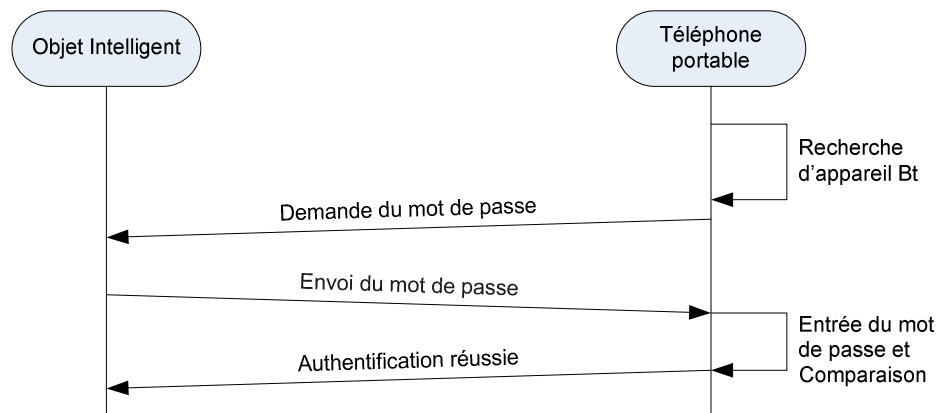 Objet Intelligent
Téléphone
portable
Recherche
d'appareil Bt
Demande du mot de passe
Envoi du mot de passe
Entrée du mot
de passe et
Comparaison
Authentification réussie